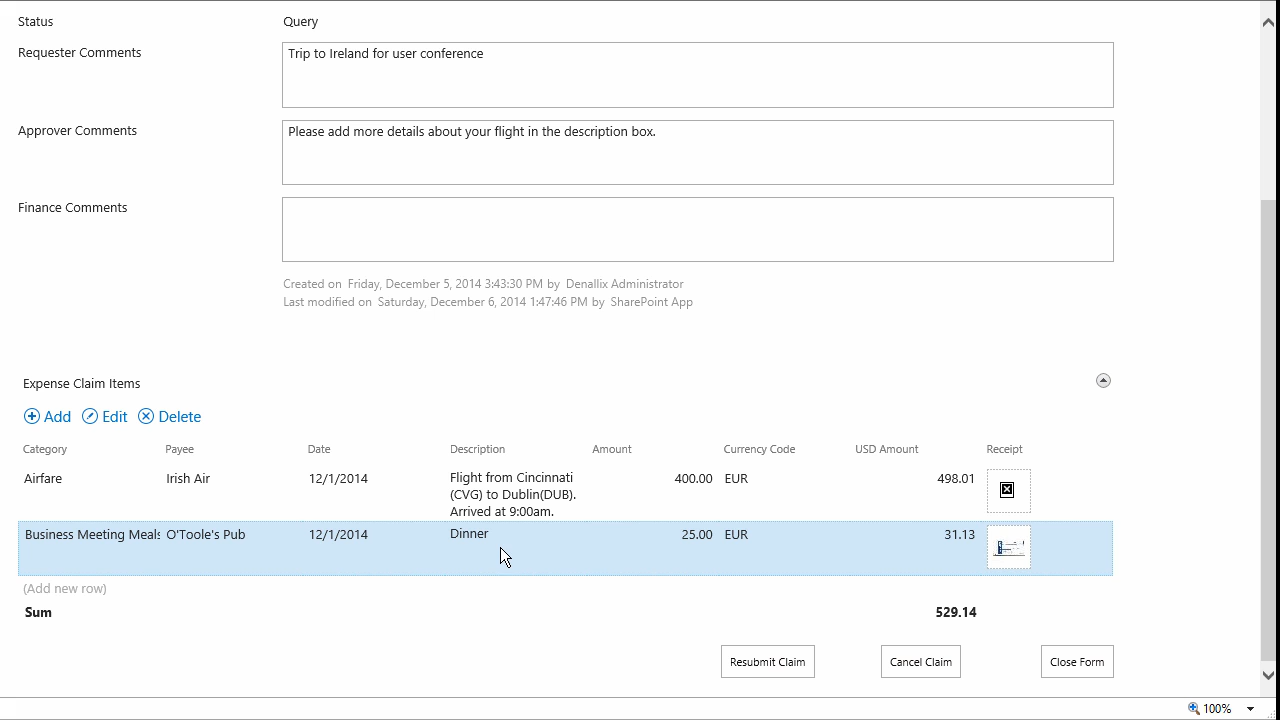 Status Query
Requester Comments Trip to Ireland for user conference
Approver Comments Please add more details about your flight in the description box.
Finance Comments
Created on Friday, December 5, 2014 3:43:30 PM by Denallix Administrator
Last modified on Saturday, December 6, 2014 1:47:46 PM by SharePoint App
Expense Claim Items
Add Edit Delete
Category Payee Date Description Amount Currency Code USD Amount Receipt
Airfare Irish Air 12/1/2014 Flight from Cincinnati 400.00 EUR 498.01
(CVG) to Dublin(DUB).
Arrived at 9:00am.
Business Meeting Meals O'Toole's Pub 12/1/2014 Dinner 25.00 EUR 31.13
(Add new row)
Sum 529.14
Resubmit Claim Cancel Claim Close Form
100%